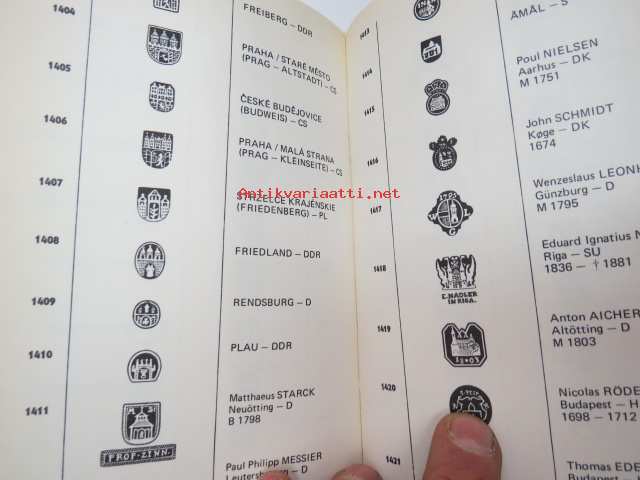 1404
FREIBERG – DDR
1405
PRAHA / STARÉ MĚSTO
(PRAG – ALTSTADT) – CS
1406
ČESKÉ BUDĚJOVICE
(BUDWEIS) – CS
PRAHA / MALÁ STRANA
(PRAG – KLEINSEITE) – CS
1407
STRZELCE KRAJEŃSKIE
(FRIEDENBERG) – PL
1408
FRIEDLAND – DDR
1409
RENDSBURG – D
1410
PLAU – DDR
1411
Matthaeus STARCK
Neuötting – D
B 1798
M S
PROF·ZINN·
Paul Philipp MESSIER
1413
ÅMÅL – S
1414
Poul NIELSEN
Aarhus – DK
M 1751
1415
John SCHMIDT
Køge – DK
1674
1416
Wenzeslaus LEONH
Günzburg – D
M 1795
1417
W G L
1418
Eduard Ignatius N
Riga – SU
1836 – † 1881
E.NADLER
IN RIGA.
1419
Anton AICHER
Altötting – D
M 1803
1420
Nicolas RÖDE
Budapest – H
1698 – 1712
1421
Thomas EDE
Budapest
Antikvariaatti.net